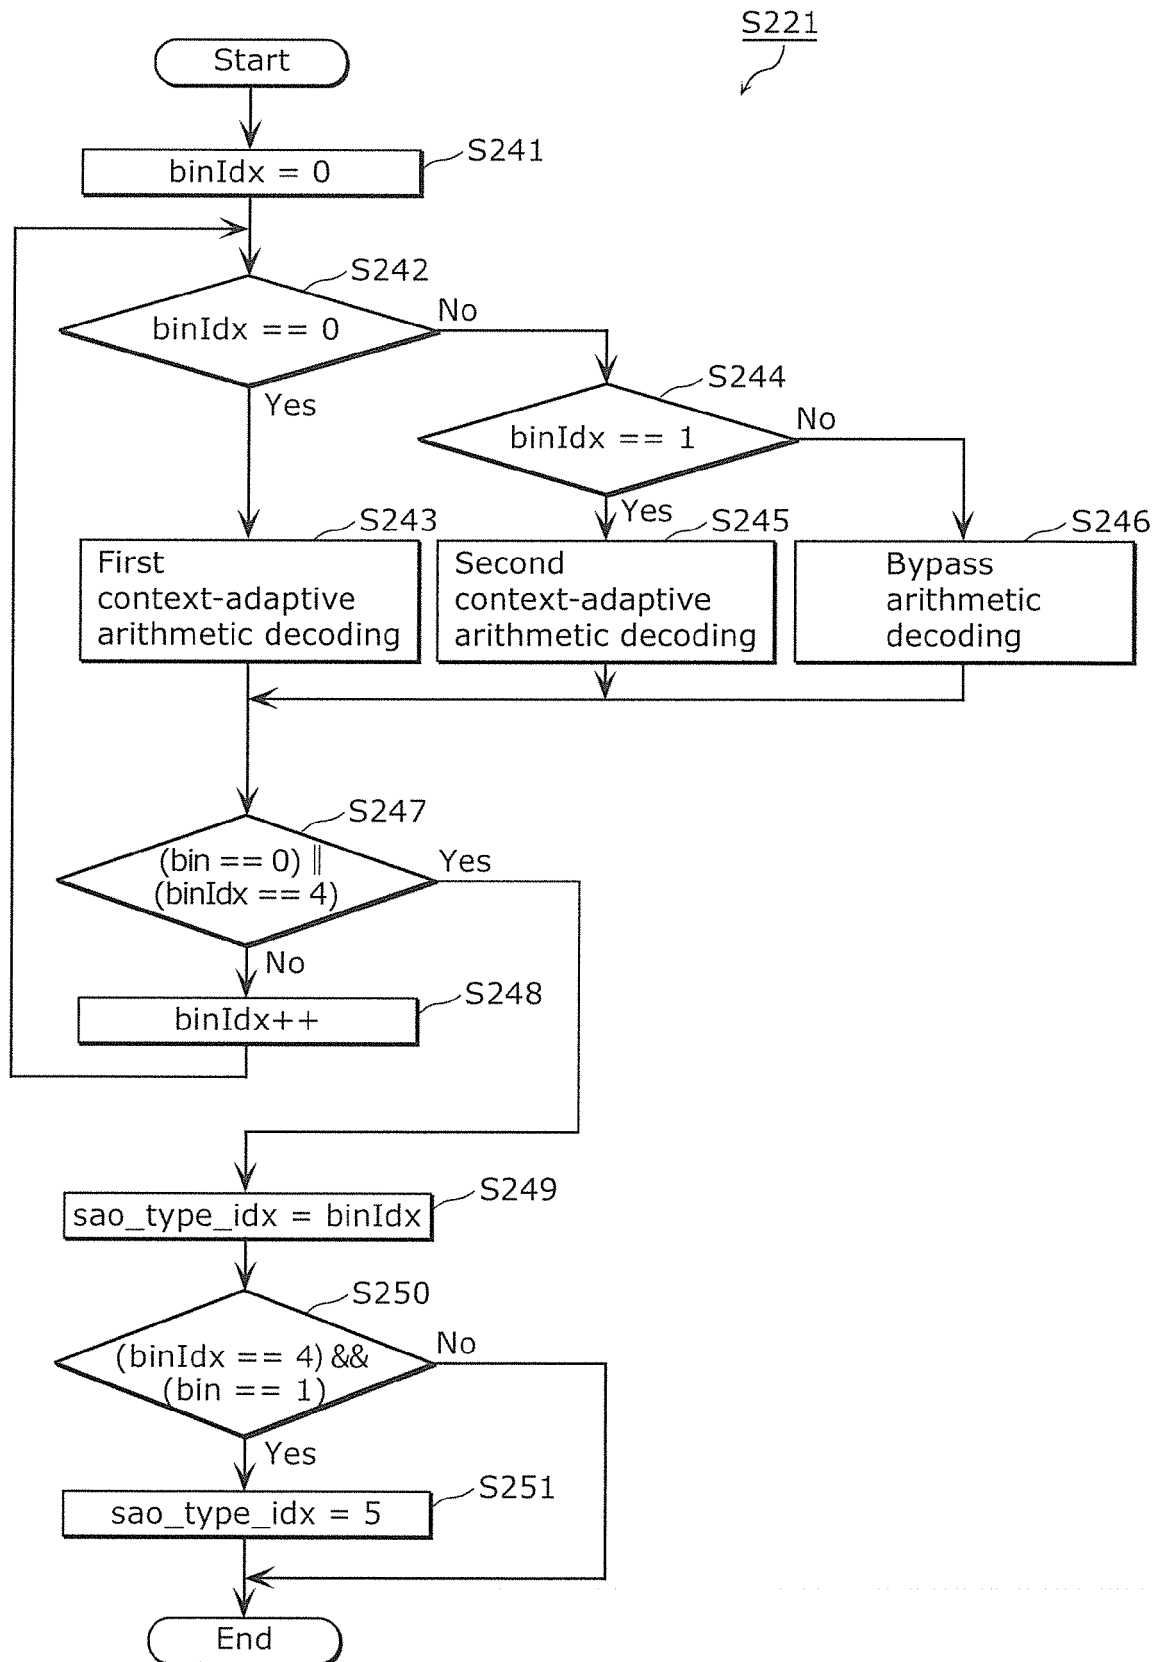 S221
Start
S241
binIdx = 0
S242
binIdx == 0
No
Yes
S244
binIdx == 1
No
Yes
S243
First
context-adaptive
arithmetic decoding
S245
Second
context-adaptive
arithmetic decoding
S246
Bypass
arithmetic
decoding
S247
(bin == 0) ||
(binIdx == 4)
Yes
No
S248
binIdx++
S249
sao_type_idx = binIdx
S250
(binIdx == 4) &&
(bin == 1)
No
Yes
S251
sao_type_idx = 5
End